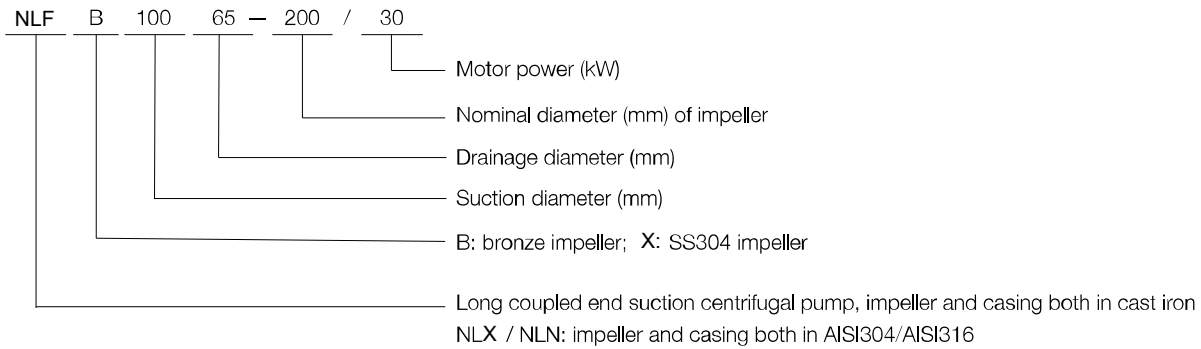 NLF B 100 65 — 200 / 30
Motor power (kW)
Nominal diameter (mm) of impeller
Drainage diameter (mm)
Suction diameter (mm)
B: bronze impeller; X: SS304 impeller
Long coupled end suction centrifugal pump, impeller and casing both in cast iron
NLX / NLN: impeller and casing both in AISI304/AISI316